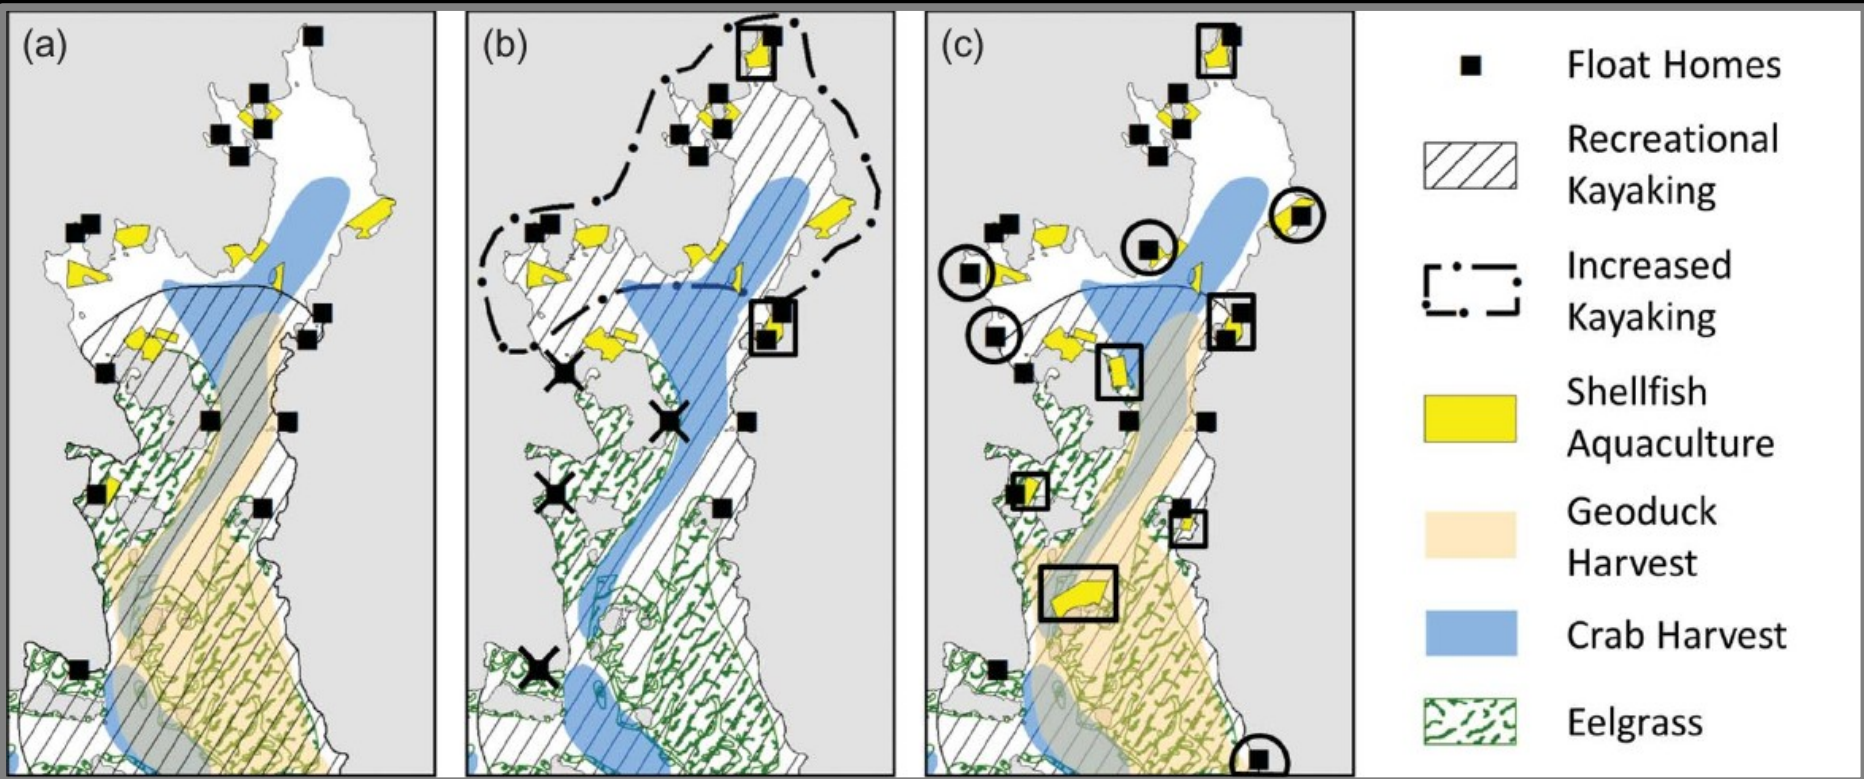 (a)
(b)
(c)
Float Homes
Recreational
Kayaking
Increased
Kayaking
Shellfish
Aquaculture
Geoduck
Harvest
Crab Harvest
Eelgrass